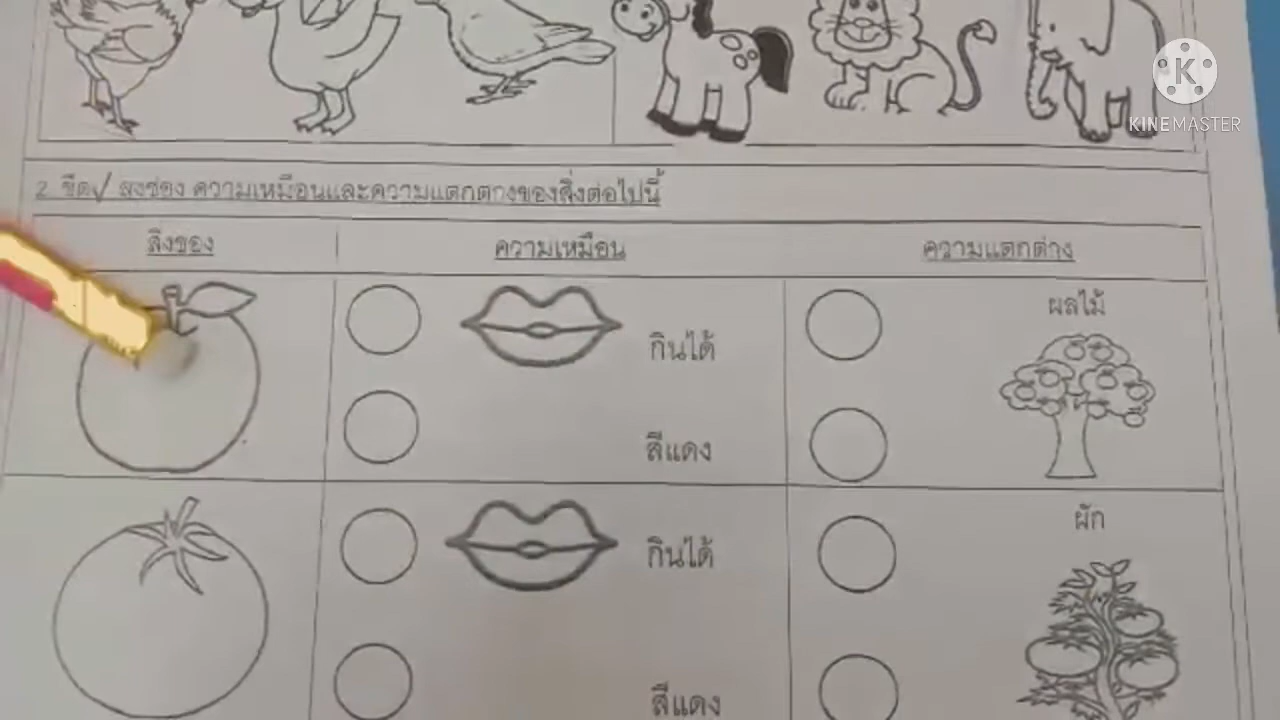 KINEMASTER
2. ขีด✓ ลงช่อง ความเหมือนและความแตกต่างของสิ่งต่อไปนี้
สิ่งของ ความเหมือน ความแตกต่าง
ผลไม้
กินได้
สีแดง
ผัก
กินได้
สีแดง